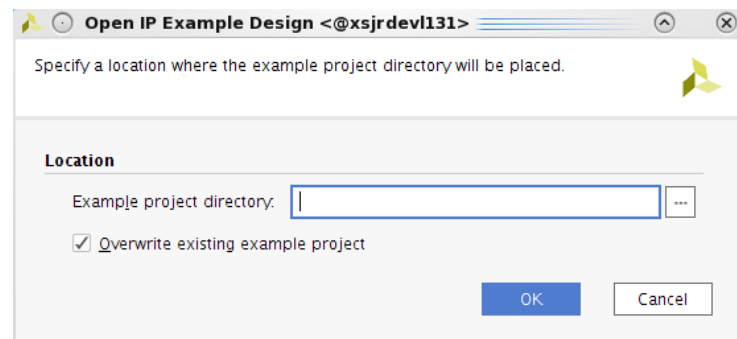 Open IP Example Design <@xsjrdevl131>
Specify a location where the example project directory will be placed.
Location
Example project directory:
...
Overwrite existing example project
OK Cancel